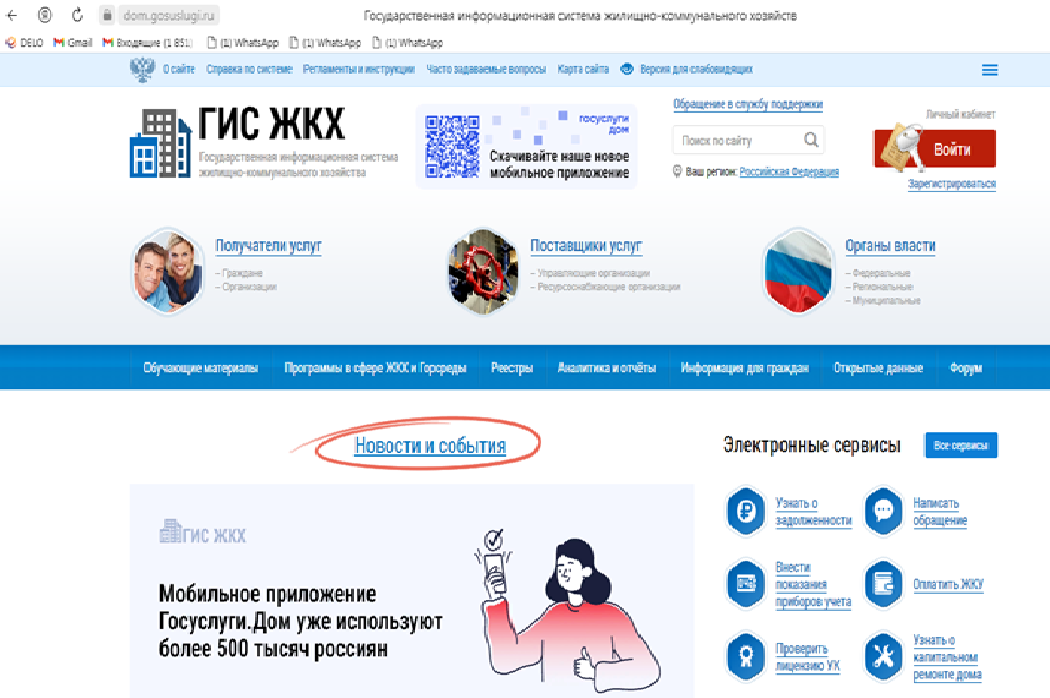 dom.gosuslugi.ru
Государственная информационная система жилищно-коммунального хозяйств
DELO
Gmail
Входящие (1 851)
(1) WhatsApp
(1) WhatsApp
(1) WhatsApp
О сайте
Справка по системе
Регламенты и инструкции
Часто задаваемые вопросы
Карта сайта
Версия для слабовидящих
ГИС ЖКХ
Государственная информационная система
жилищно-коммунального хозяйства
госуслуги
дом
Скачивайте наше новое
мобильное приложение
Обращение в службу поддержки
Поиск по сайту
Ваш регион: Российская Федерация
Личный кабинет
Войти
Зарегистрироваться
Получатели услуг
– Граждане
– Организации
Поставщики услуг
– Управляющие организации
– Ресурсоснабжающие организации
Органы власти
– Федеральные
– Региональные
– Муниципальные
Обучающие материалы
Программы в сфере ЖКХ и Горсреды
Реестры
Аналитика и отчёты
Информация для граждан
Открытые данные
Форум
Новости и события
ГИС ЖКХ
Мобильное приложение
Госуслуги.Дом уже используют
более 500 тысяч россиян
Электронные сервисы
Все сервисы
Узнать о
задолженности
Написать
обращение
Внести
показания
приборов учета
Оплатить ЖКУ
Проверить
лицензию УК
Узнать о
капитальном
ремонте дома